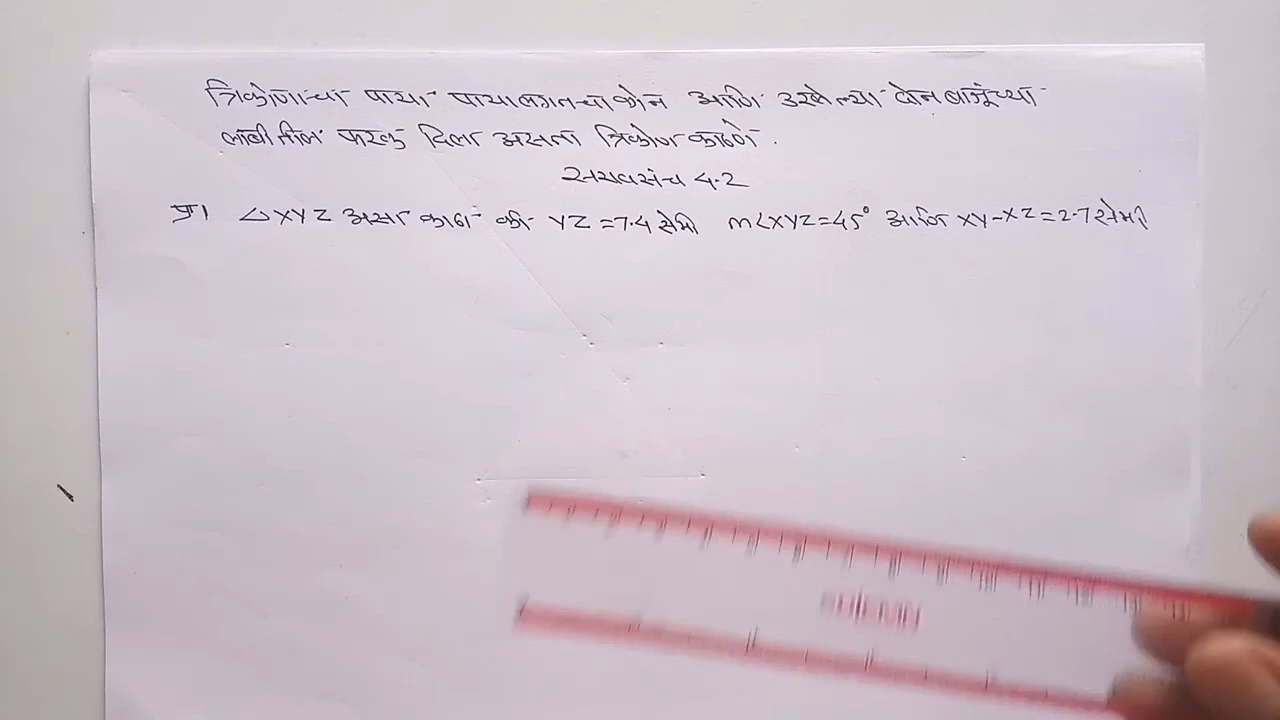 त्रिकोणाचा पाया पायालगतचा कोन आणि उरलेल्या दोन बाजूंच्या
लांबीतील फरक दिला असता त्रिकोण काढणे.
सरावसंच 4.2
प्र1 △XYZ असा काढा की YZ=7.4 सेमी m∠XYZ=45° आणि XY-XZ=2.7 सेमी